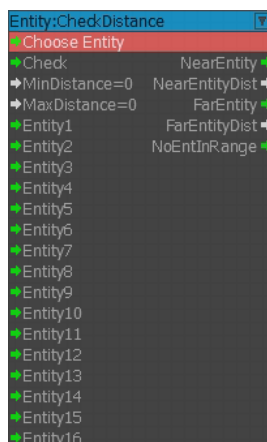 Entity:CheckDistance
Choose Entity
Check NearEntity
MinDistance=0 NearEntityDist
MaxDistance=0 FarEntity
Entity1 FarEntityDist
Entity2 NoEntInRange
Entity3
Entity4
Entity5
Entity6
Entity7
Entity8
Entity9
Entity10
Entity11
Entity12
Entity13
Entity14
Entity15
Entity16